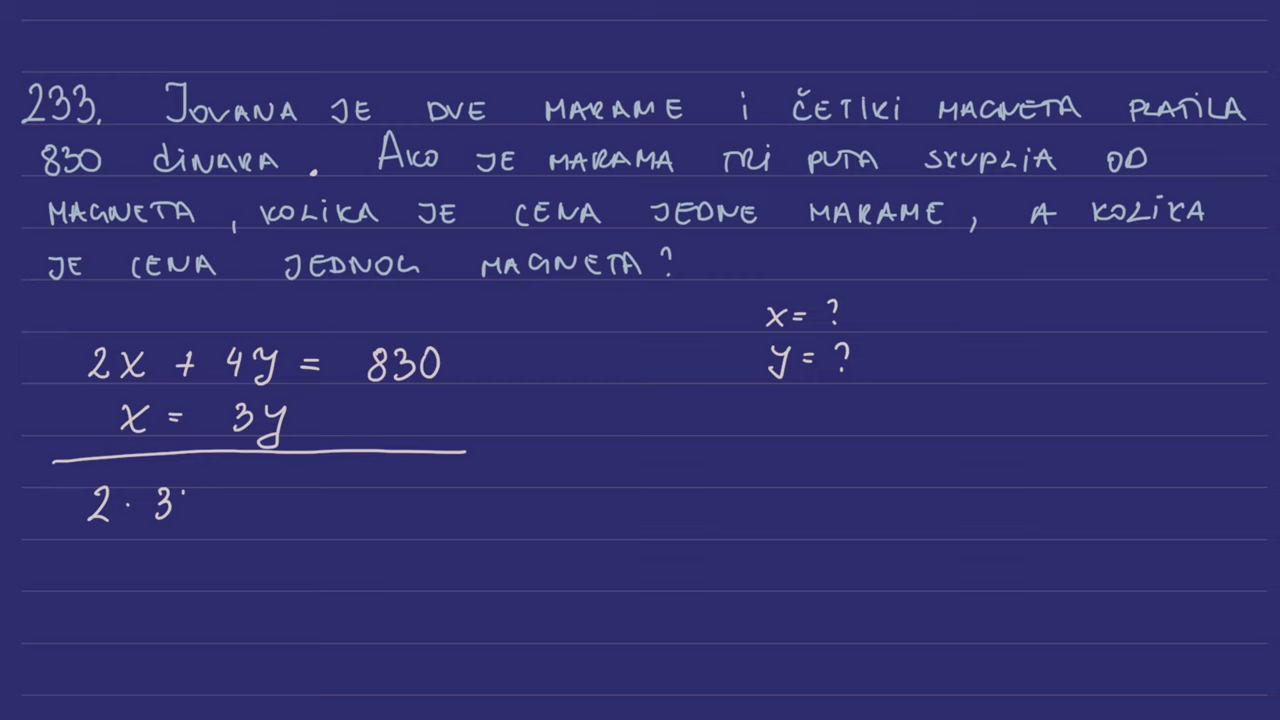 233. JOVANA JE DVE MARAME I ČETIKI MAGNETA PLATILA
830 DINARA. AKO JE MARAMA TRI PUTA SKUPLJA OD
MAGNETA, KOLIKA JE CENA JEDNE MARAME, A KOLIKA
JE CENA JEDNOG MAGNETA?
x = ?
2x + 4y = 830
y = ?
x = 3y
2 · 3